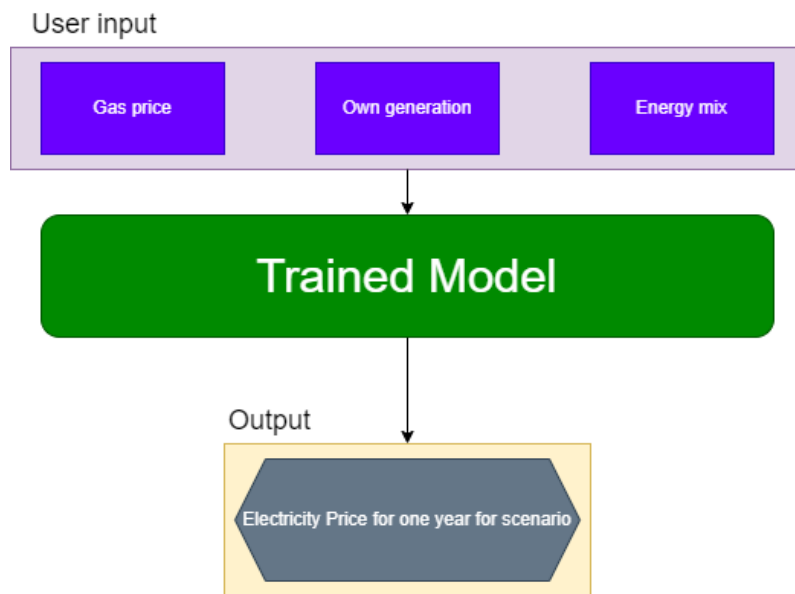 User input
Gas price
Own generation
Energy mix
Trained Model
Output
Electricity Price for one year for scenario